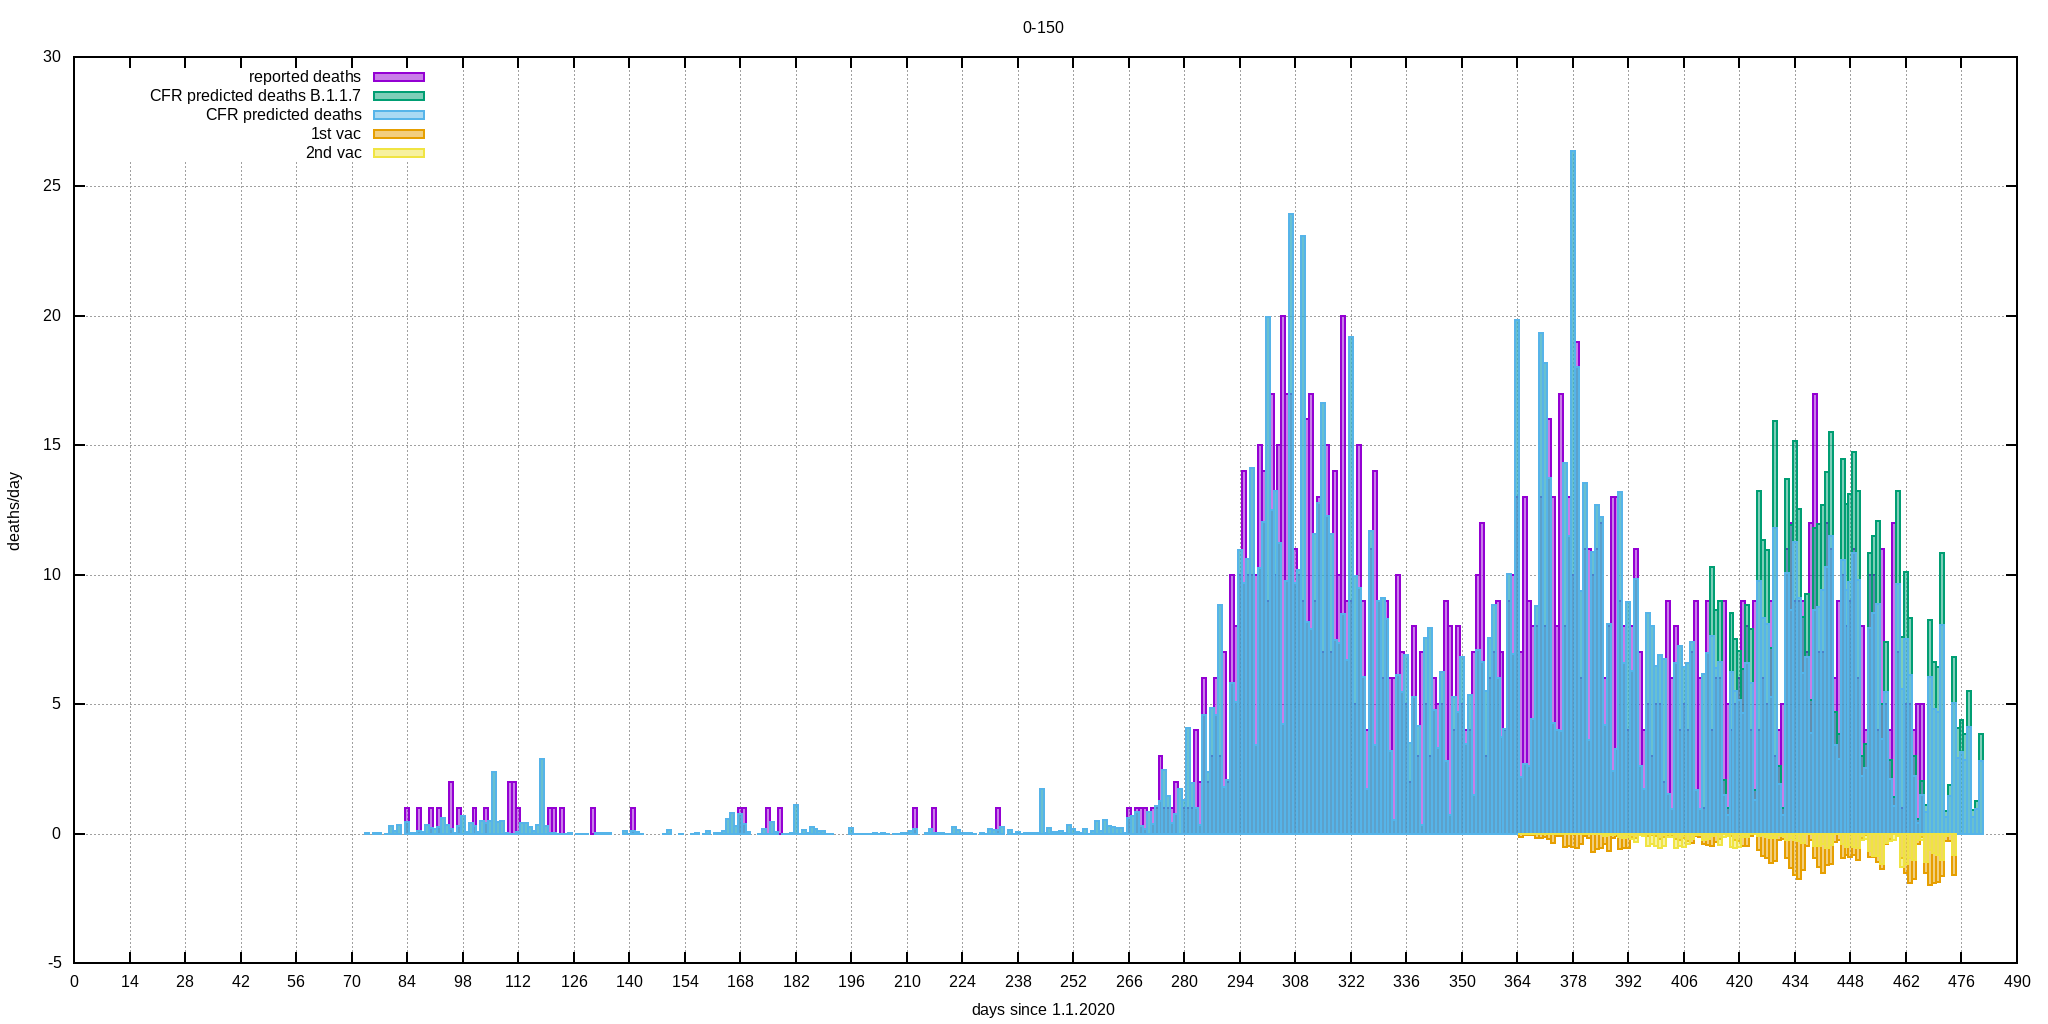 0-150
30
reported deaths
CFR predicted deaths B.1.1.7
CFR predicted deaths
1st vac
2nd vac
25
20
15
10
5
0
-5
deaths/day
0 14 28 42 56 70 84 98 112 126 140 154 168 182 196 210 224 238 252 266 280 294 308 322 336 350 364 378 392 406 420 434 448 462 476 490
days since 1.1.2020